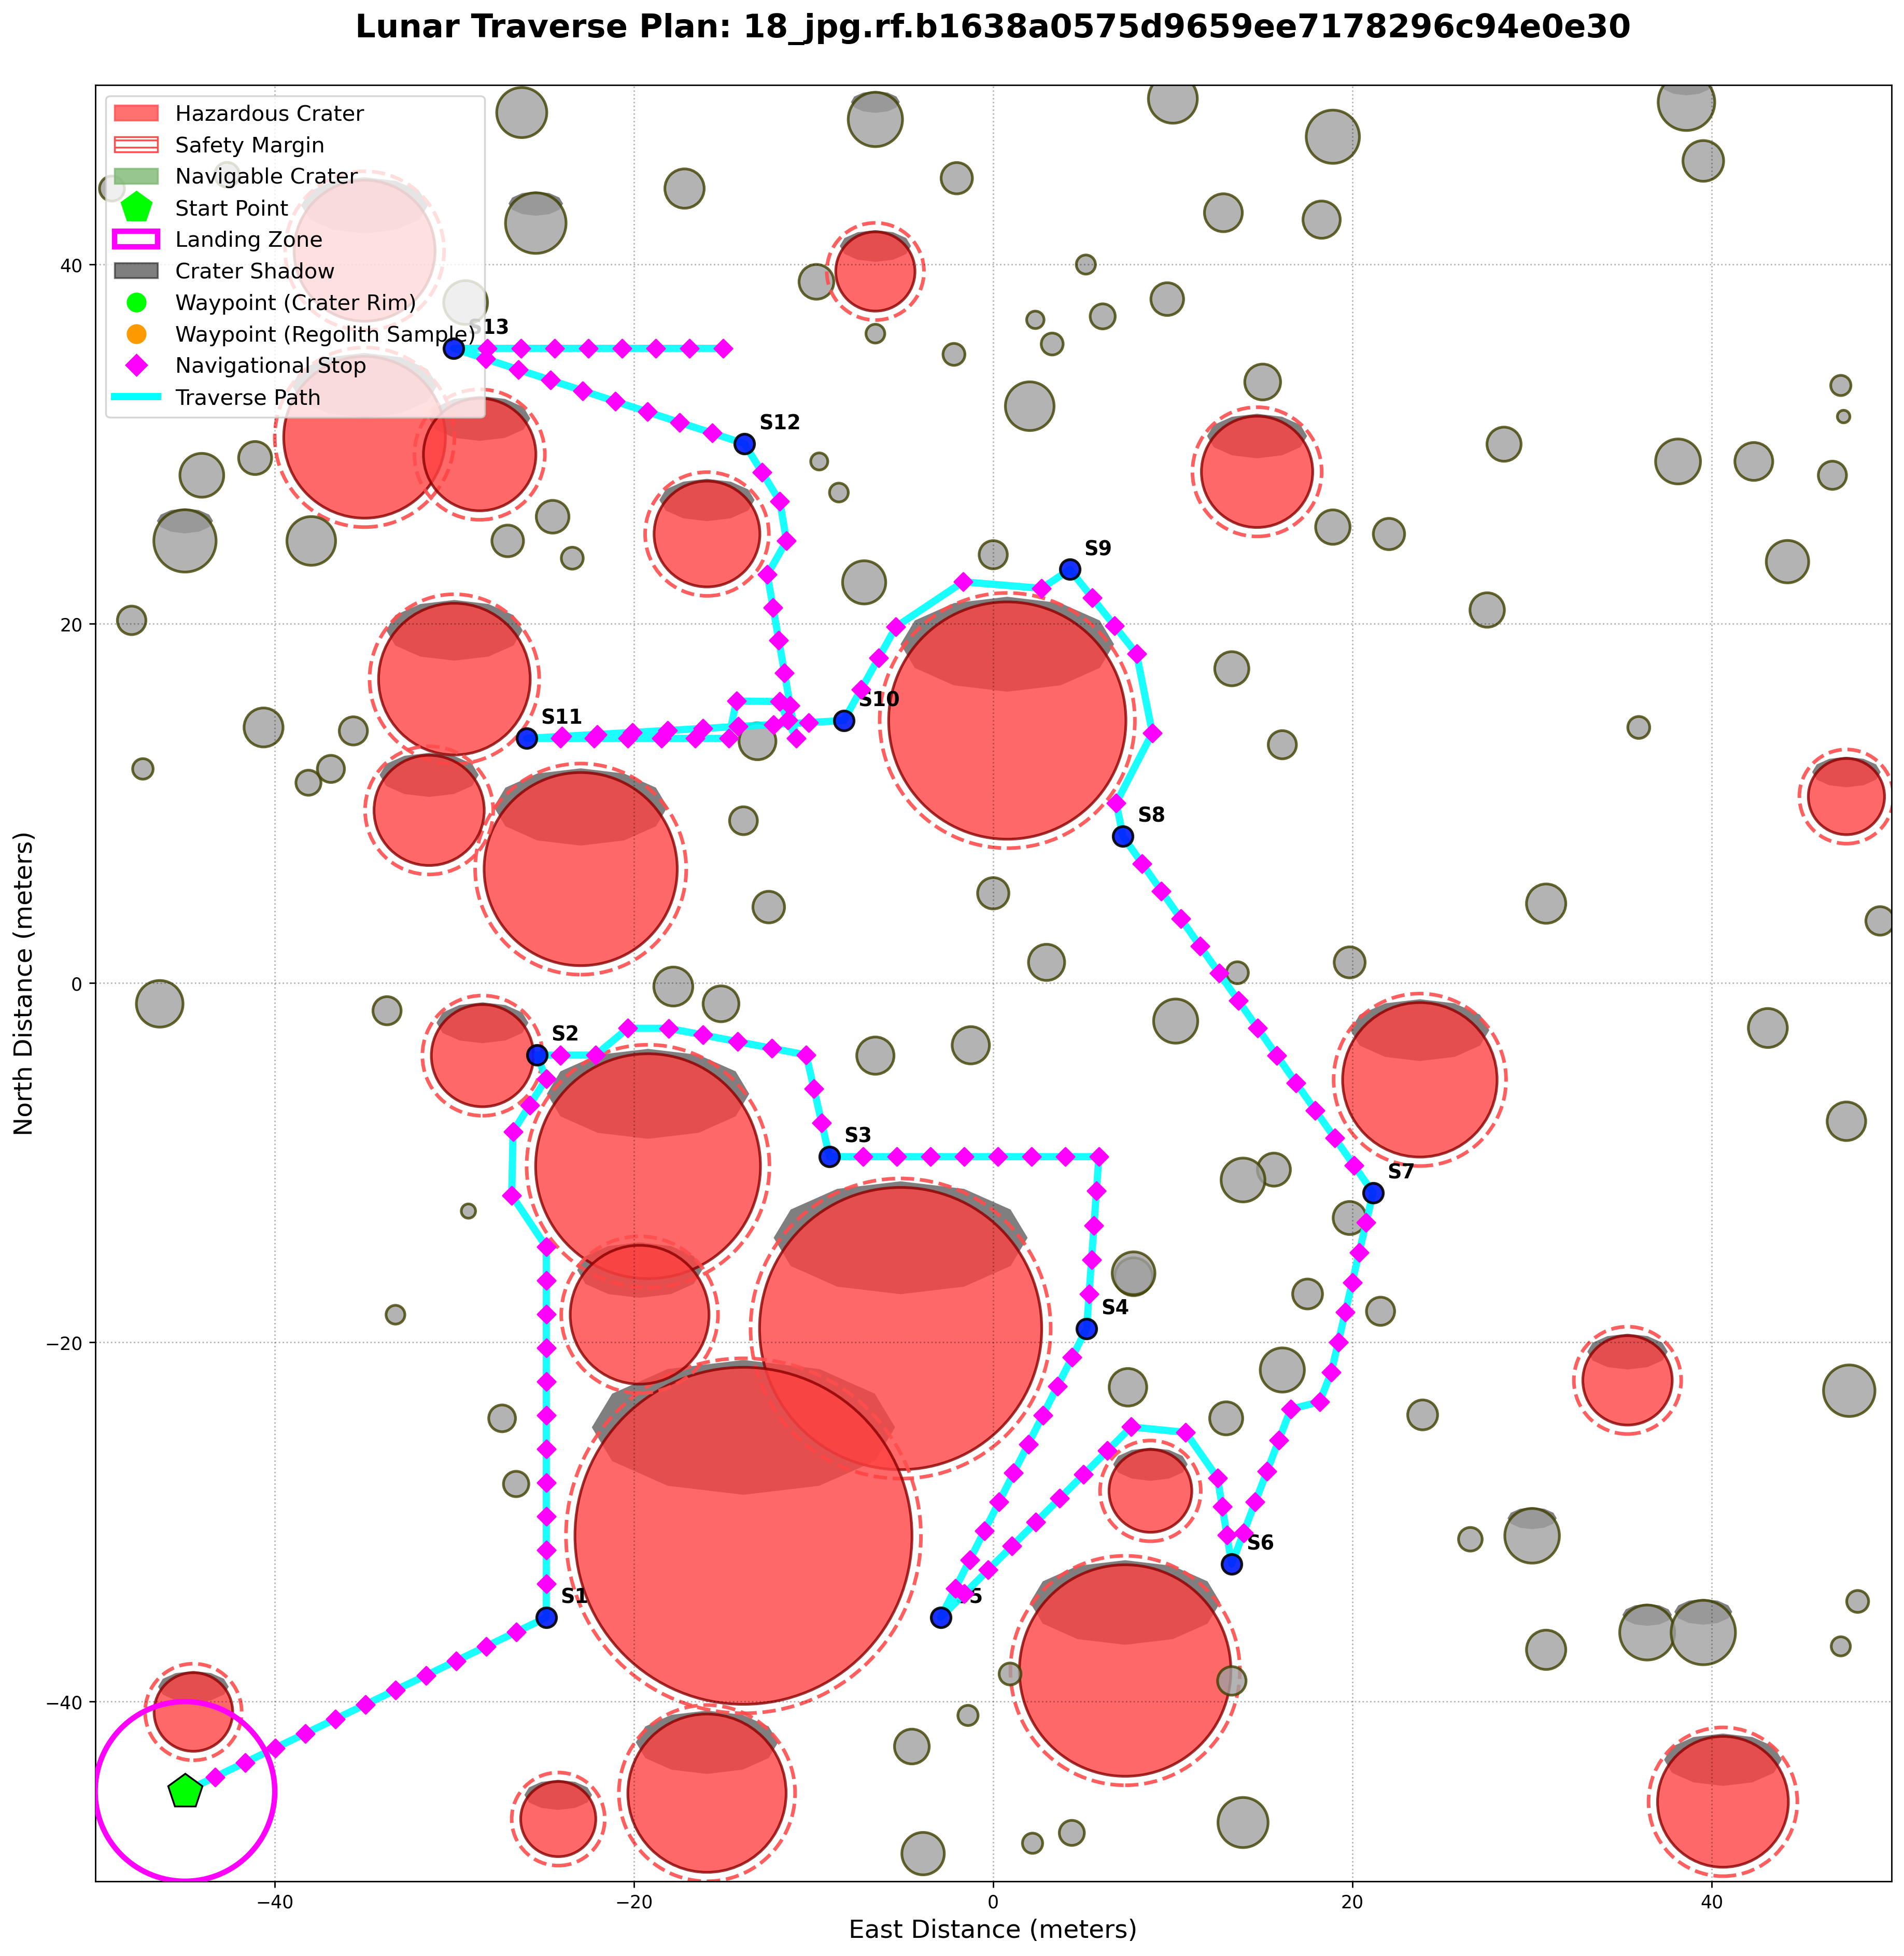 Lunar Traverse Plan: 18_jpg.rf.b1638a0575d9659ee7178296c94e0e30
Hazardous Crater
Safety Margin
Navigable Crater
Start Point
Landing Zone
Crater Shadow
Waypoint (Crater Rim)
Waypoint (Regolith Sample)
Navigational Stop
Traverse Path
S13
S12
S9
S10
S11
S8
S2
S3
S7
S4
S6
S1
40
20
0
−20
−40
−40
−20
0
20
40
North Distance (meters)
East Distance (meters)